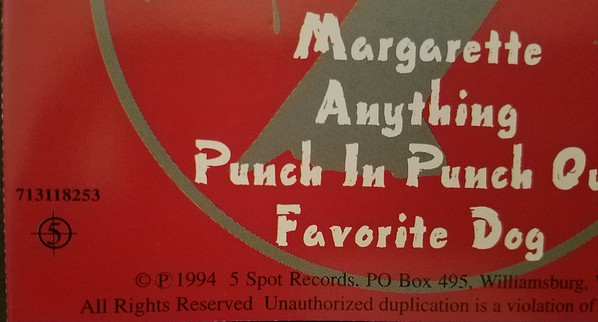 Margarette
Anything
Punch In Punch
Favorite Dog
713118253
5
© ℗ 1994 5 Spot Records. PO Box 495, Williamsburg,
All Rights Reserved Unauthorized duplication is a violation of